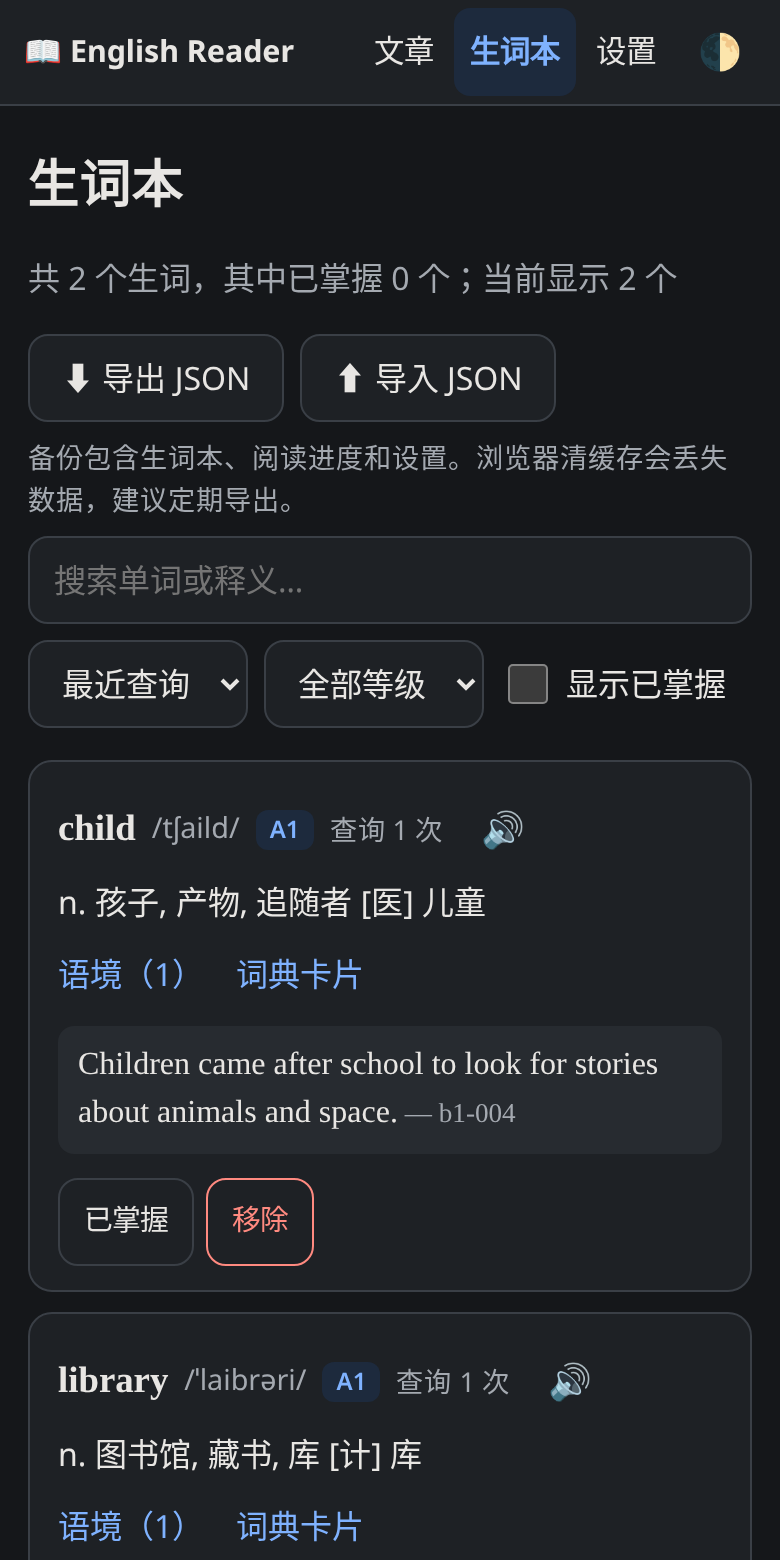 English Reader 文章 生词本 设置
生词本
共 2 个生词，其中已掌握 0 个；当前显示 2 个
⬇ 导出 JSON ⬆ 导入 JSON
备份包含生词本、阅读进度和设置。浏览器清缓存会丢失
数据，建议定期导出。
搜索单词或释义...
最近查询 全部等级 显示已掌握
child /tʃaild/ A1 查询 1 次
n. 孩子, 产物, 追随者 [医] 儿童
语境（1） 词典卡片
Children came after school to look for stories
about animals and space. — b1-004
已掌握 移除
library /'laibrəri/ A1 查询 1 次
n. 图书馆, 藏书, 库 [计] 库
语境（1） 词典卡片